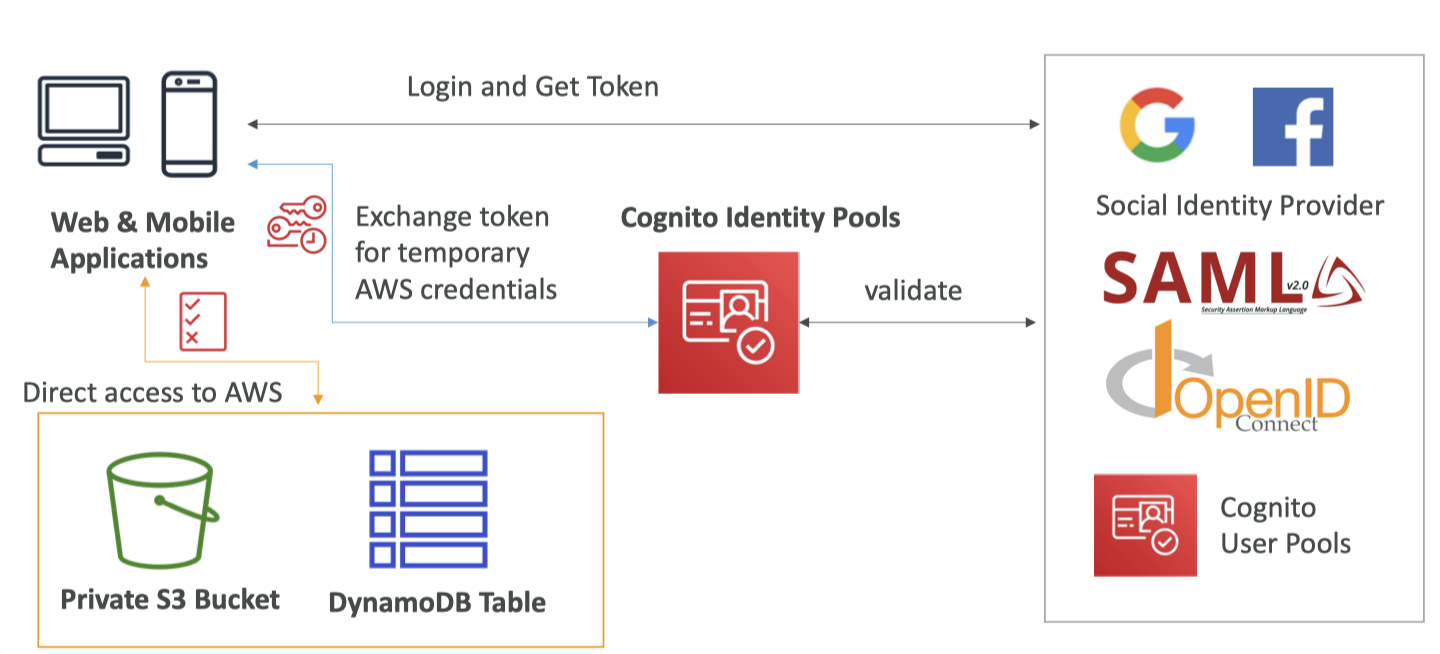 Login and Get Token
Web & Mobile
Applications
Exchange token
for temporary
AWS credentials
Cognito Identity Pools
validate
Social Identity Provider
SAML v2.0
Security Assertion Markup Language
OpenID
Connect
Cognito
User Pools
Direct access to AWS
Private S3 Bucket
DynamoDB Table